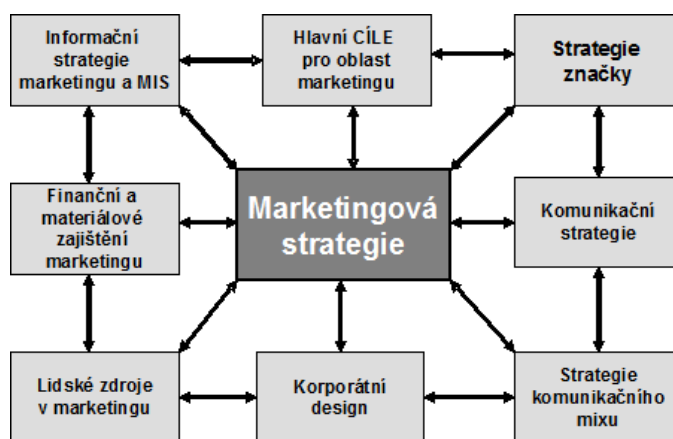 Informační
strategie
marketingu a MIS
Hlavní CÍLE
pro oblast
marketingu
Strategie
značky
Finanční a
materiálové
zajištění
marketingu
Marketingová
strategie
Komunikační
strategie
Lidské zdroje
v marketingu
Korporátní
design
Strategie
komunikačního
mixu